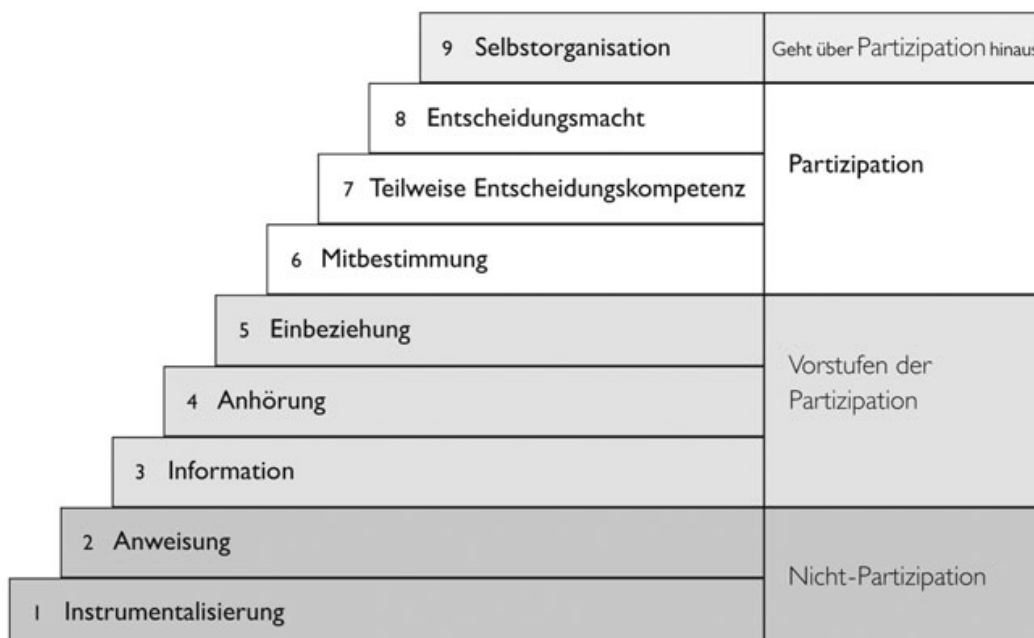 9 Selbstorganisation
Geht über Partizipation hinaus
8 Entscheidungsmacht
Partizipation
7 Teilweise Entscheidungskompetenz
6 Mitbestimmung
5 Einbeziehung
Vorstufen der
Partizipation
4 Anhörung
3 Information
2 Anweisung
Nicht-Partizipation
1 Instrumentalisierung